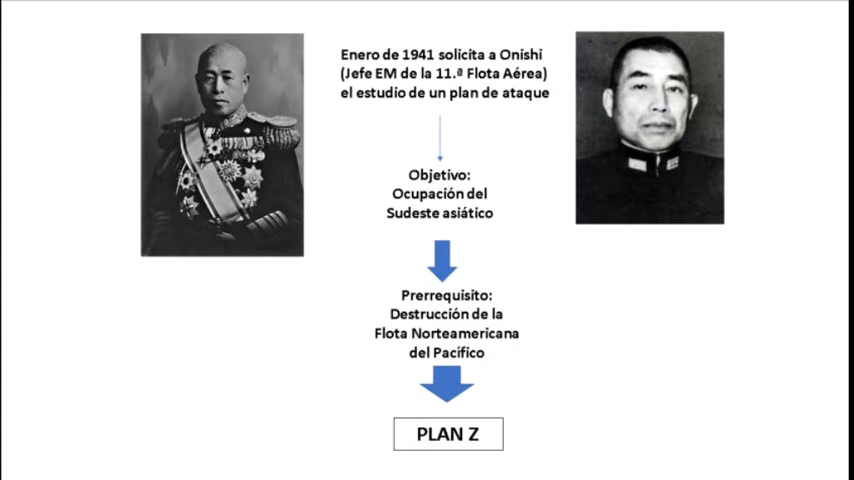 Enero de 1941 solicita a Onishi
(Jefe EM de la 11.ª Flota Aérea)
el estudio de un plan de ataque
Objetivo:
Ocupación del
Sudeste asiático
Prerrequisito:
Destrucción de la
Flota Norteamericana
del Pacífico
PLAN Z